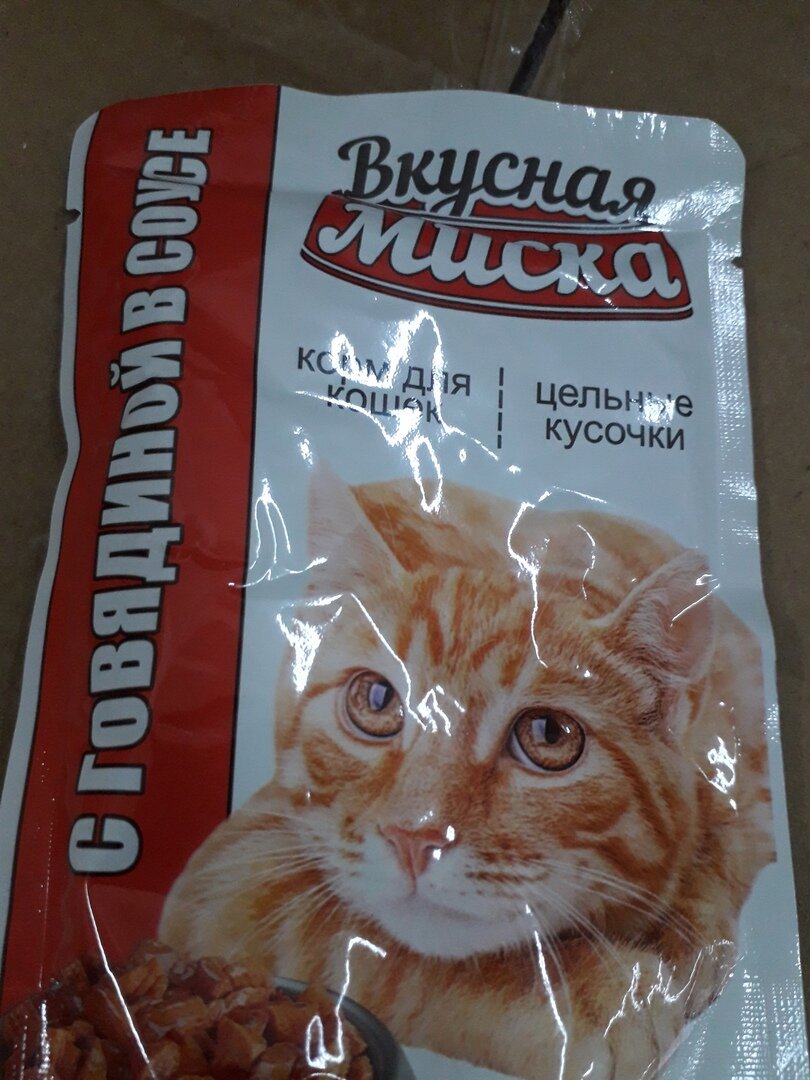 Вкусная
Миска
корм для
кошек
цельные
кусочки
С ГОВЯДИНОЙ В СОУСЕ